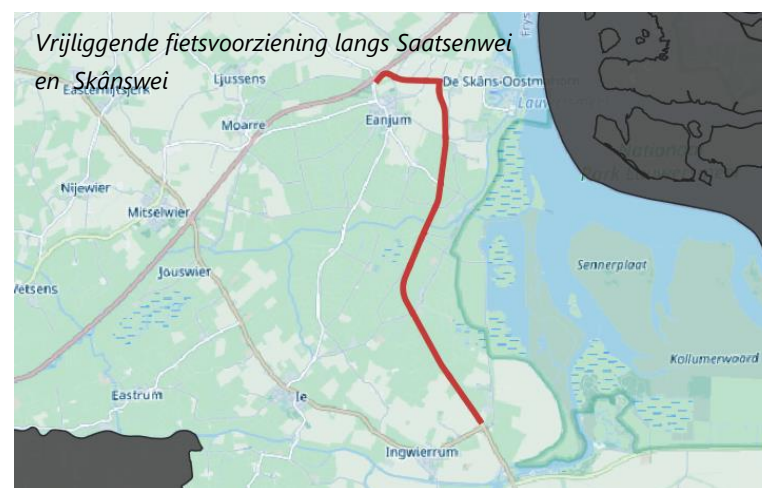 Vrijliggende fietsvoorziening langs Saatsenwei
en Skânswei
Ljussens
De Skâns-Oostmahorn
Moarre
Eanjum
Nijewier
Mitselwier
Jouswier
Sennerplaat
Kollumerwaard
Eastrum
Ie
Ingwierrum